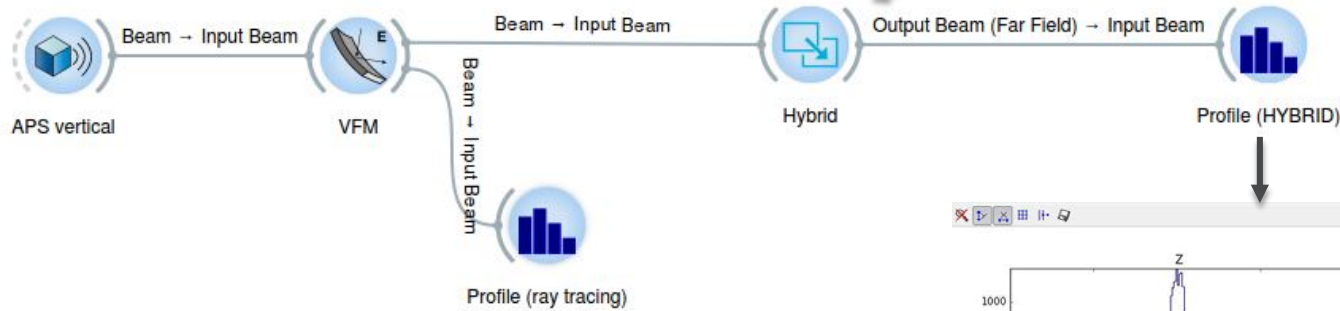 Beam → Input Beam
Beam → Input Beam
Output Beam (Far Field) → Input Beam
E
APS vertical
VFM
Hybrid
Profile (HYBRID)
Beam → Input Beam
Profile (ray tracing)
Z
1000